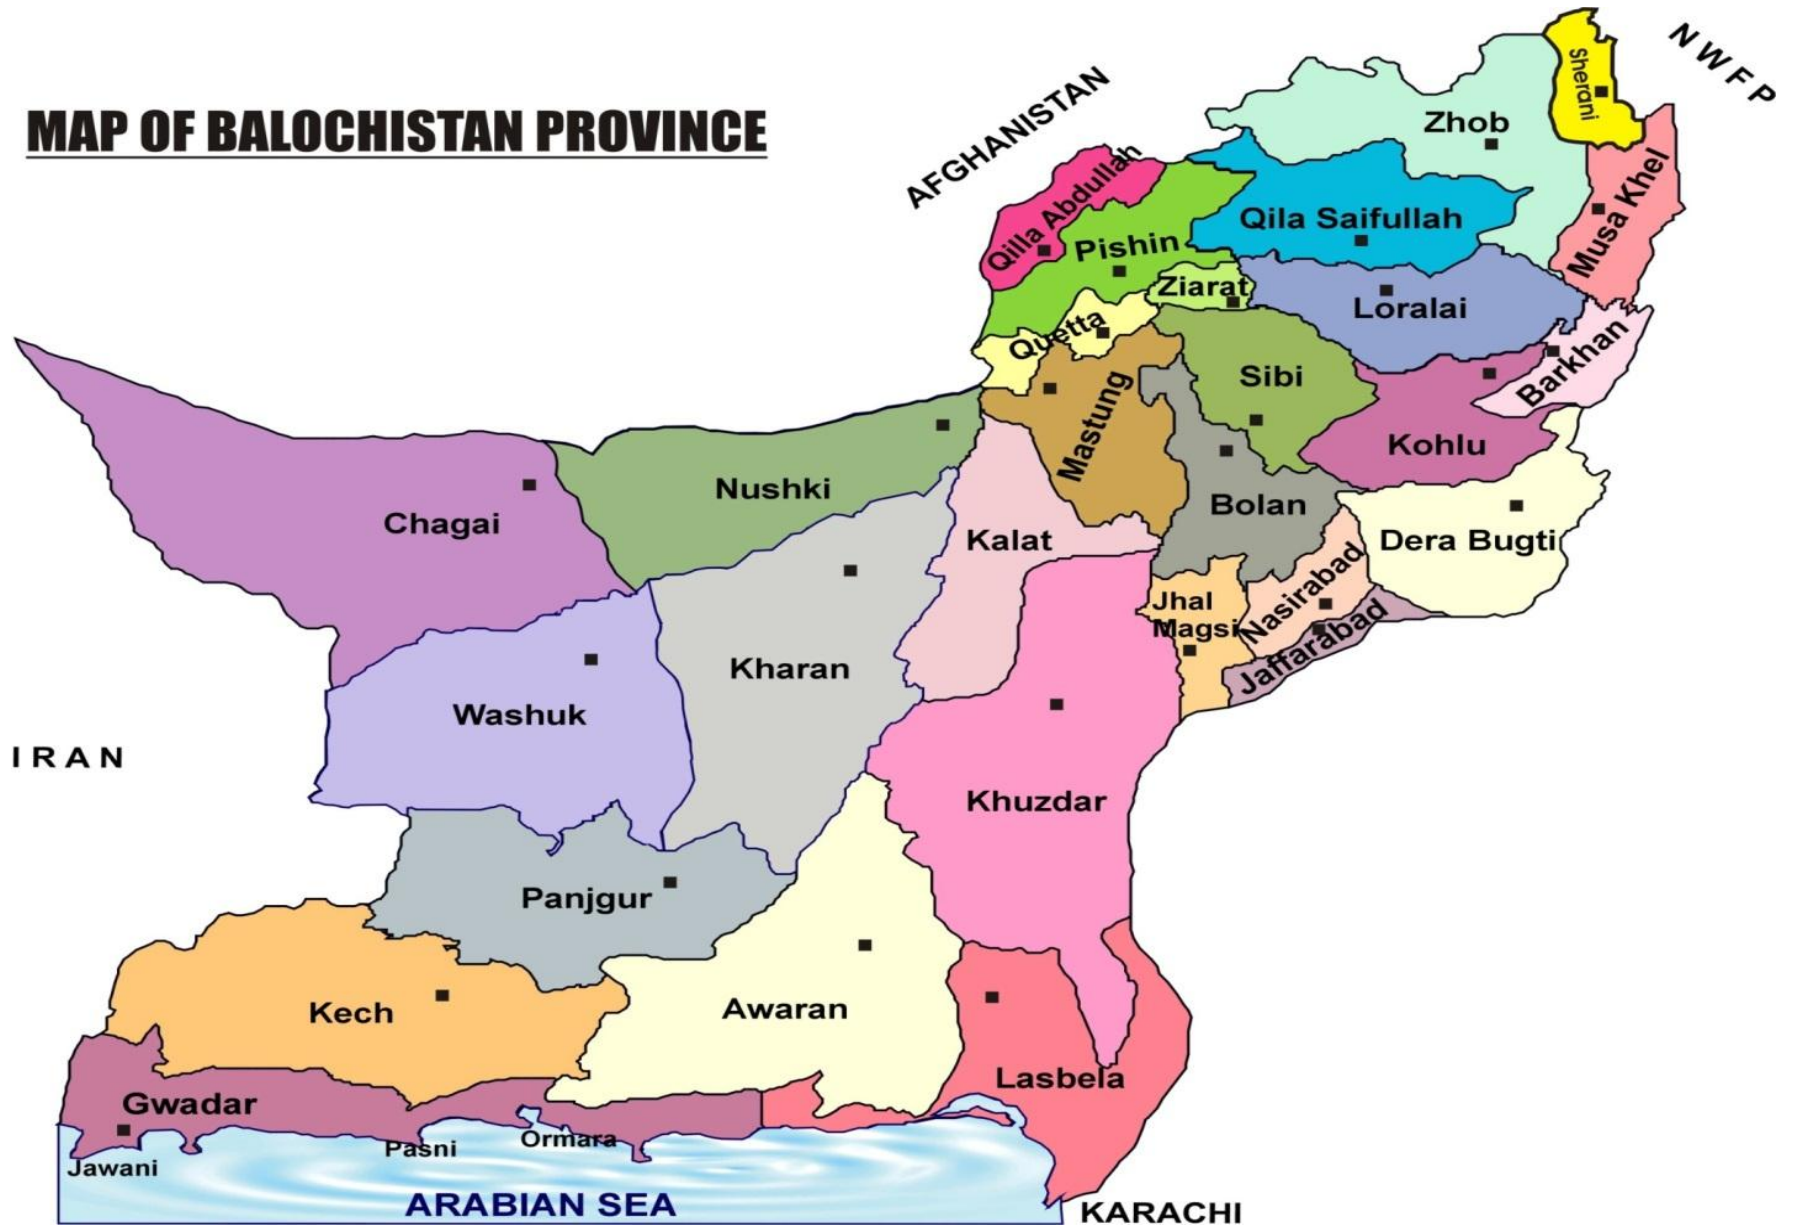 MAP OF BALOCHISTAN PROVINCE
AFGHANISTAN
N W F P
Sherani
Zhob
Qilla Abdullah
Musa Khel
Qila Saifullah
Pishin
Ziarat
Loralai
Quetta
Barkhan
Sibi
Mastung
Kohlu
Nushki
Bolan
Chagai
Kalat
Dera Bugti
Nasirabad
Jhal
Magsi
Jaffarabad
Kharan
Washuk
I R A N
Khuzdar
Panjgur
Kech
Awaran
Lasbela
Gwadar
Ormara
Pasni
Jawani
ARABIAN SEA
KARACHI